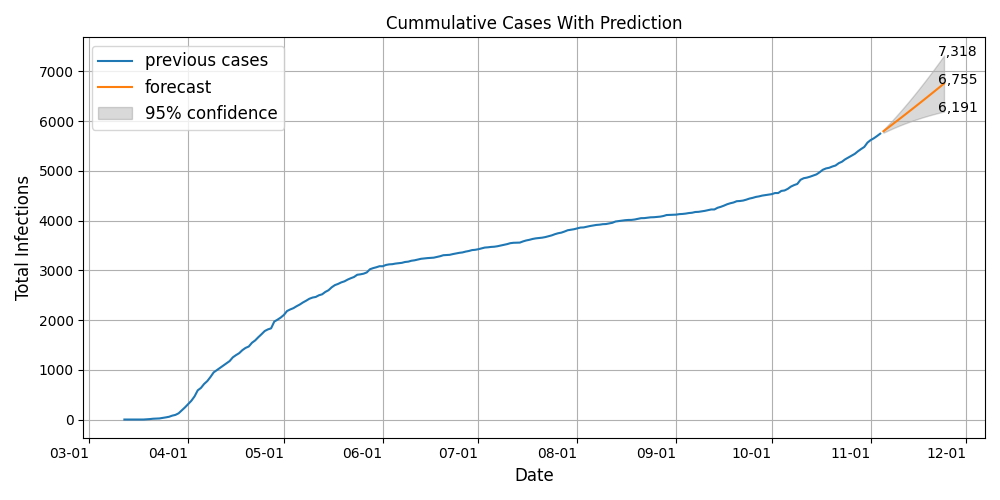 Cummulative Cases With Prediction
previous cases
forecast
95% confidence
7,318
6,755
6,191
Total Infections
7000
6000
5000
4000
3000
2000
1000
0
03-01 04-01 05-01 06-01 07-01 08-01 09-01 10-01 11-01 12-01
Date